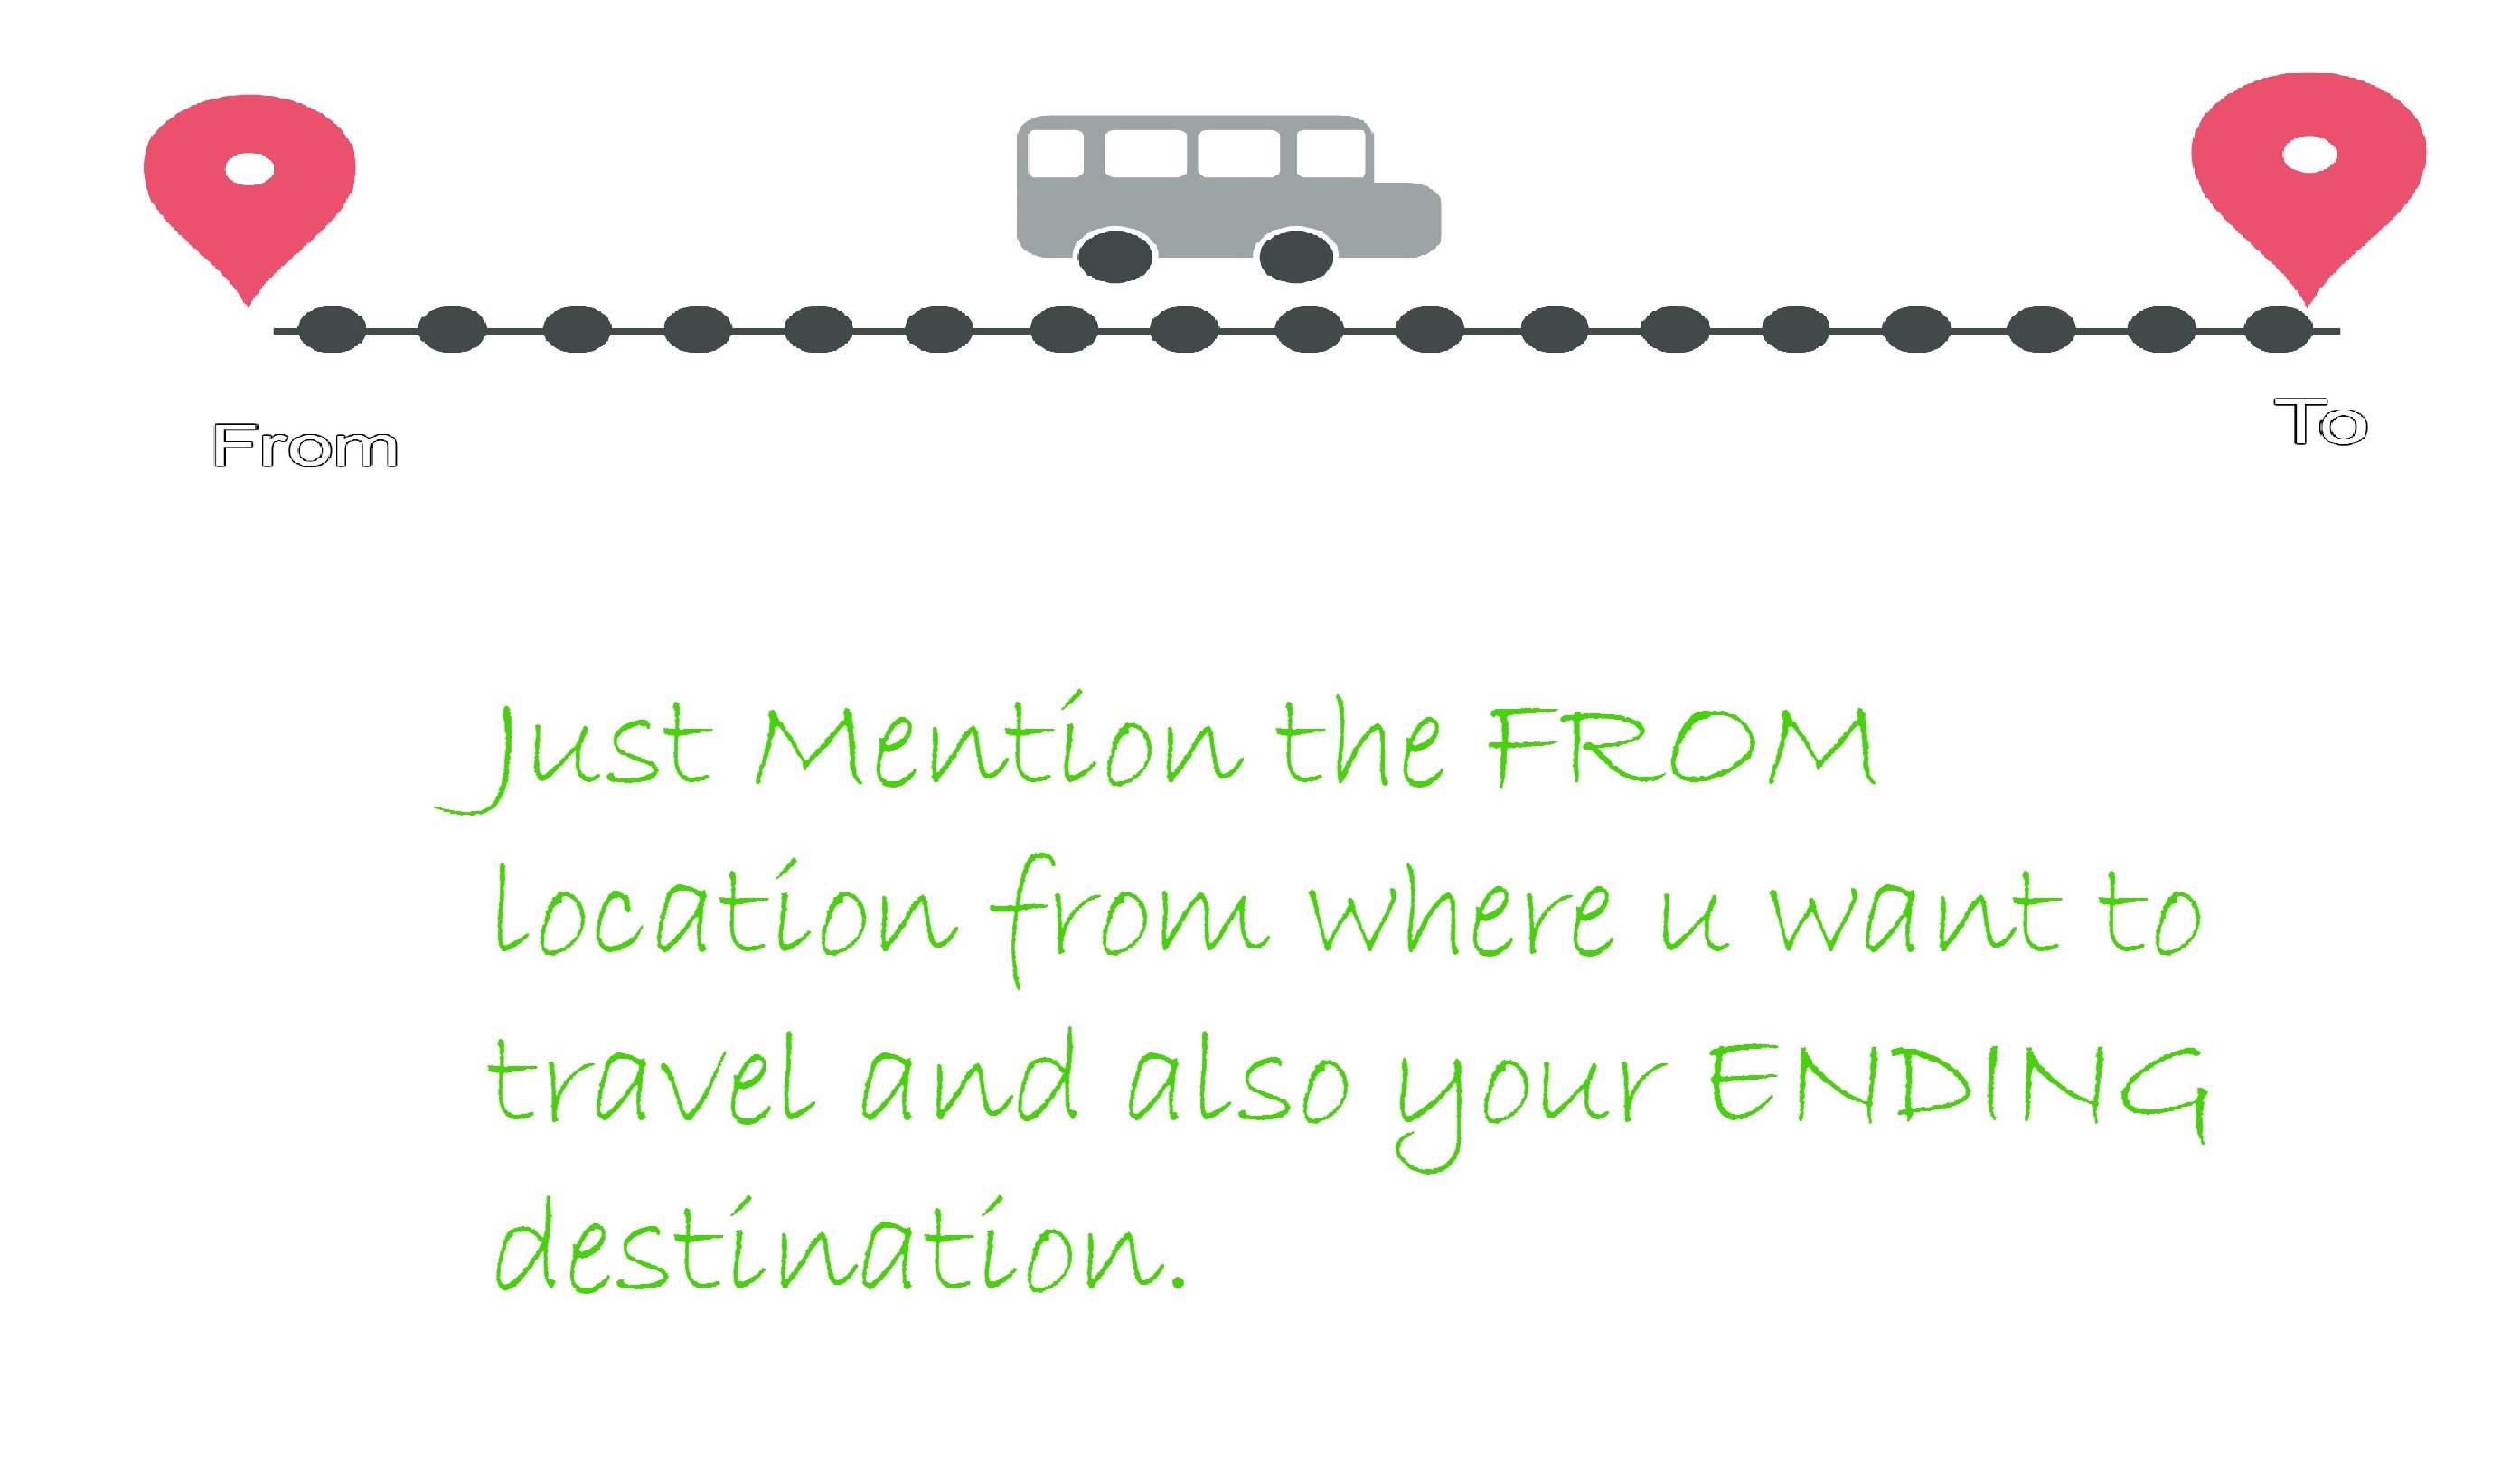 From
To
Just Mention the FROM
location from where u want to
travel and also your ENDING
destination.